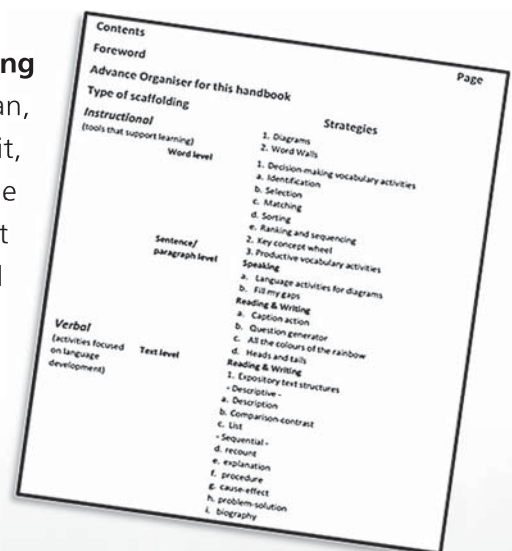 ng
an,
it,
e
t
d
Contents
Page
Foreword
Advance Organiser for this handbook
Type of scaffolding
Strategies
Instructional
(tools that support learning)
1. Diagrams
2. Word Walls
Word level
1. Decision-making vocabulary activities
a. Identification
b. Selection
c. Matching
d. Sorting
e. Ranking and sequencing
2. Key concept wheel
3. Productive vocabulary activities
Sentence/
paragraph level
Speaking
a. Language activities for diagrams
b. Fill my gaps
Reading & Writing
a. Caption action
b. Question generator
c. All the colours of the rainbow
d. Heads and tails
Verbal
(activities focused
on language
development)
Text level
Reading & Writing
1. Expository text structures
- Descriptive -
a. Description
b. Comparison-contrast
c. List
- Sequential -
d. recount
e. explanation
f. procedure
g. cause-effect
h. problem-solution
i. biography